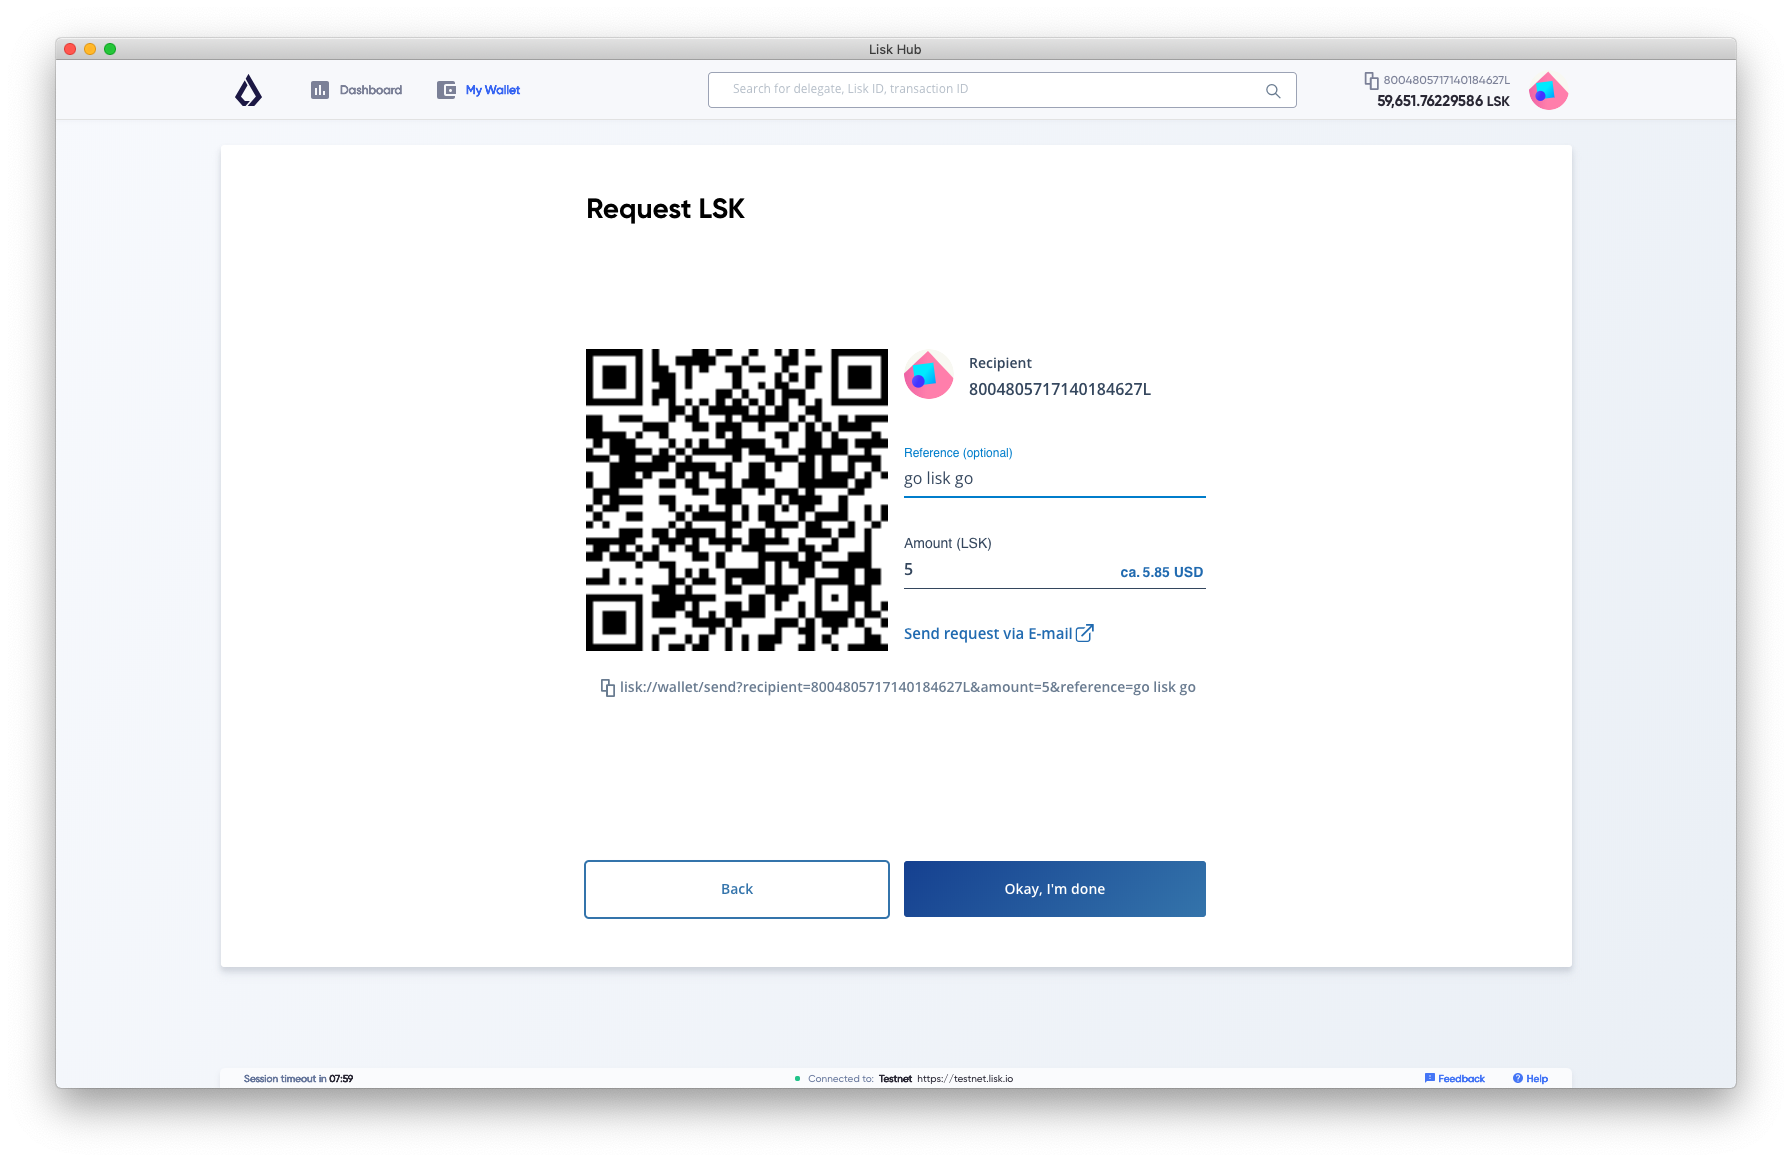 Lisk Hub
Dashboard
My Wallet
Search for delegate, Lisk ID, transaction ID
8004805717140184627L
59,651.76229586 LSK
Request LSK
Recipient
8004805717140184627L
Reference (optional)
go lisk go
Amount (LSK)
5
ca. 5.85 USD
Send request via E-mail
lisk://wallet/send?recipient=8004805717140184627L&amount=5&reference=go lisk go
Back
Okay, I'm done
Session timeout in 07:59
Connected to: Testnet https://testnet.lisk.io
Feedback
Help